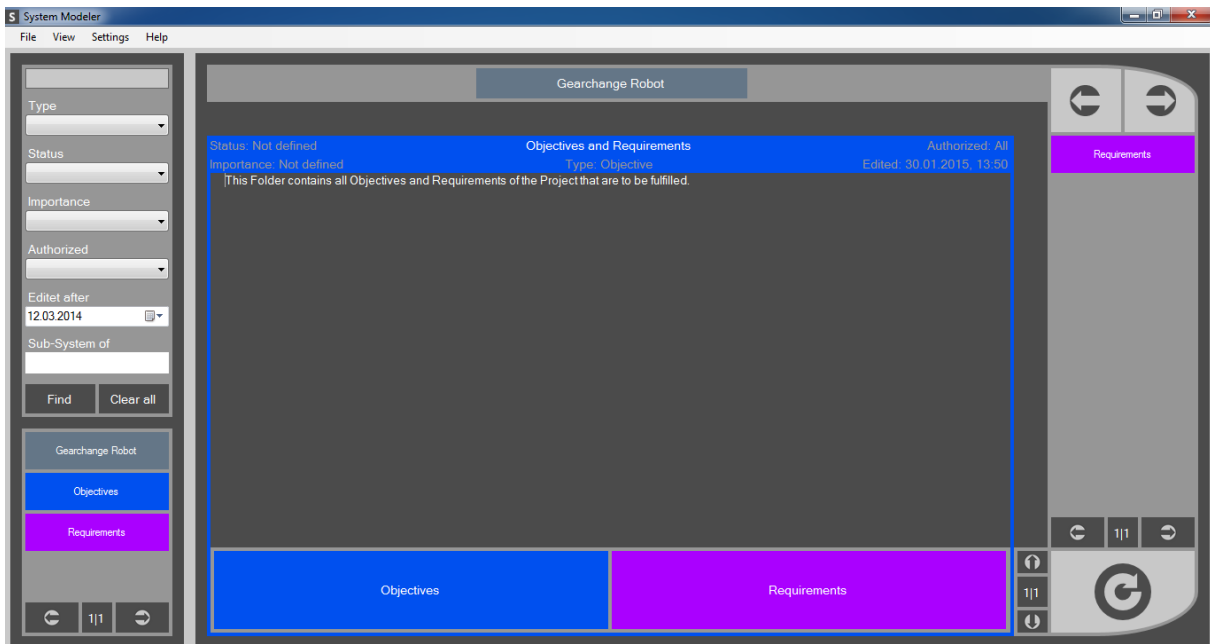 S System Modeler
File View Settings Help
Type
Status
Importance
Authorized
Editet after
12.03.2014
Sub-System of
Find Clear all
Gearchange Robot
Objectives
Requirements
1|1
Gearchange Robot
Status: Not defined Objectives and Requirements Authorized: All
Importance: Not defined Type: Objective Edited: 30.01.2015, 13:50
This Folder contains all Objectives and Requirements of the Project that are to be fulfilled.
Objectives Requirements
1|1
Requirements
1|1